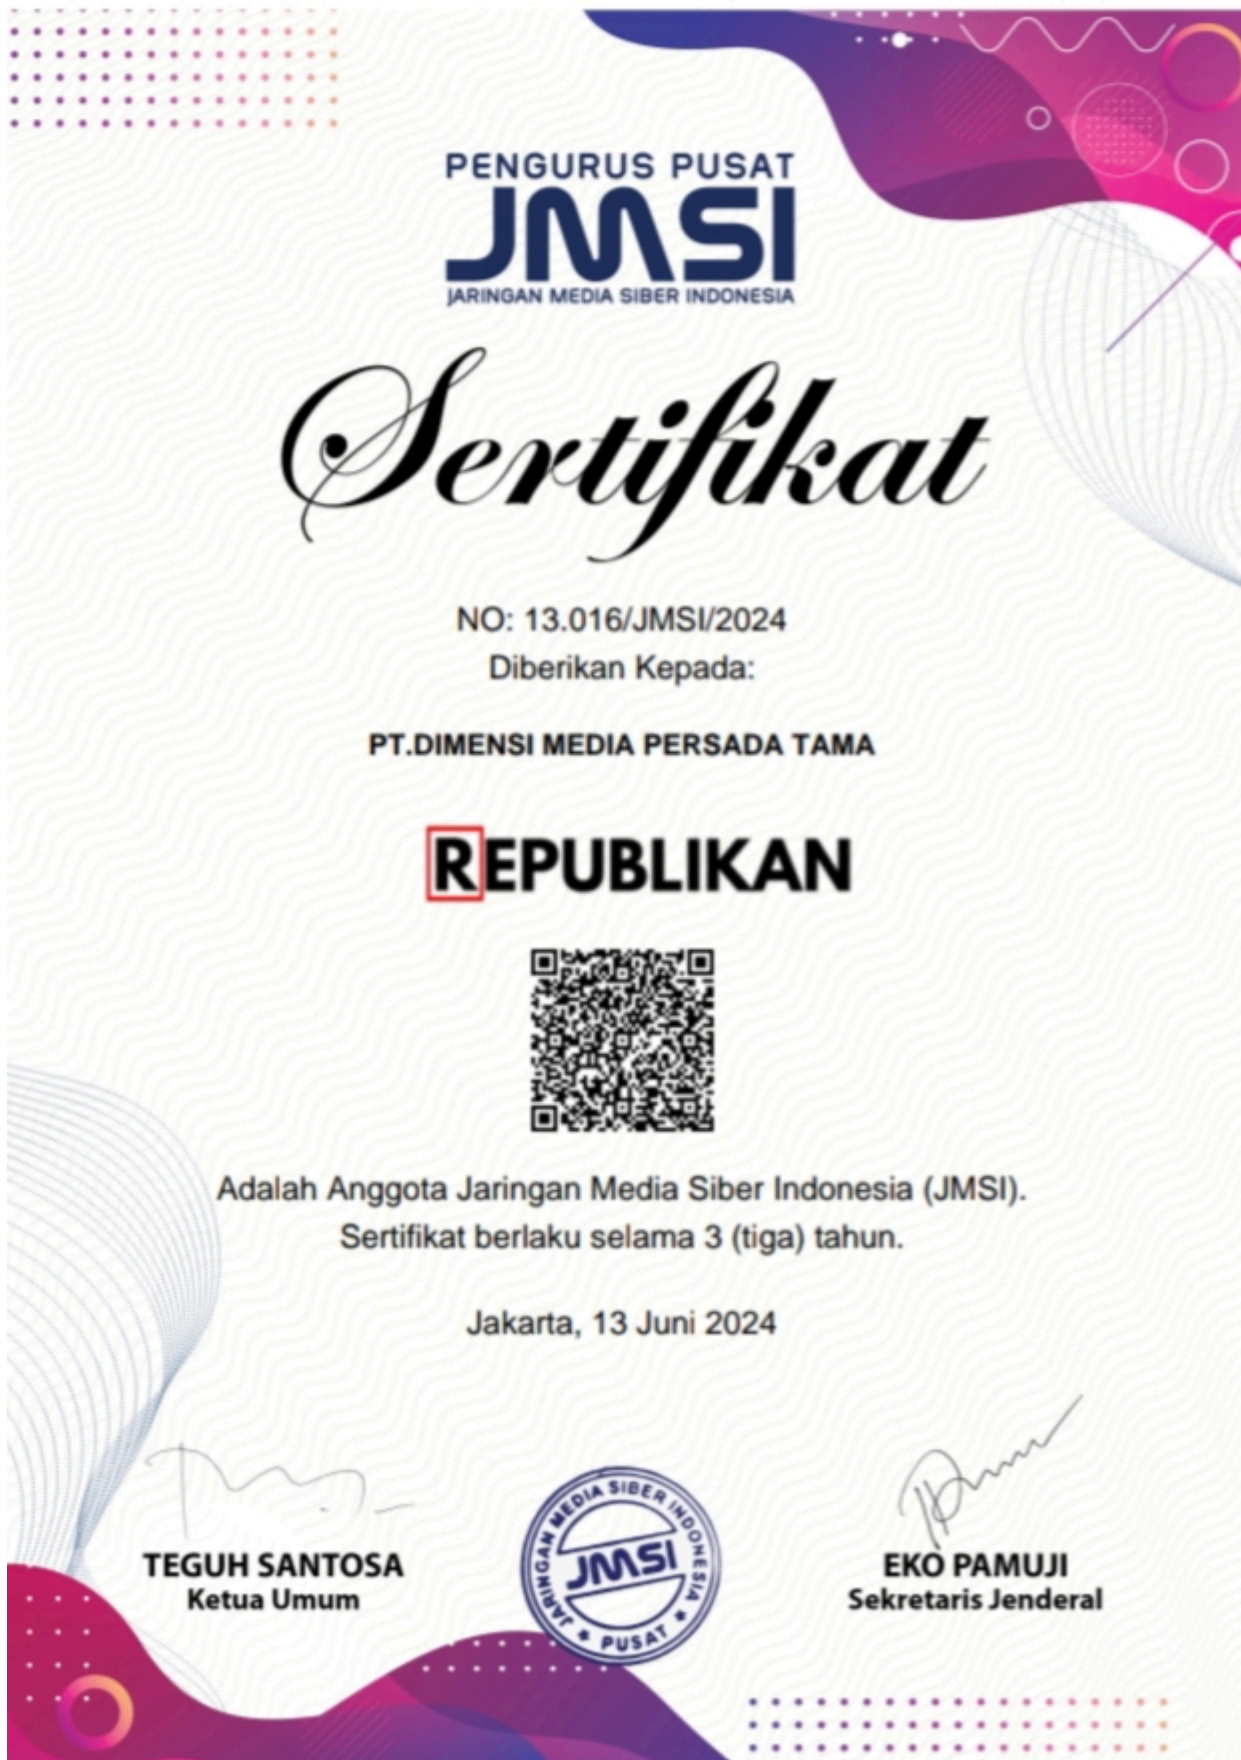 PENGURUS PUSAT
JMSI
JARINGAN MEDIA SIBER INDONESIA
Sertifikat
NO: 13.016/JMSI/2024
Diberikan Kepada:
PT.DIMENSI MEDIA PERSADA TAMA
REPUBLIKAN
Adalah Anggota Jaringan Media Siber Indonesia (JMSI).
Sertifikat berlaku selama 3 (tiga) tahun.
Jakarta, 13 Juni 2024
TEGUH SANTOSA
Ketua Umum
JARINGAN MEDIA SIBER INDONESIA
JMSI
* PUSAT *
EKO PAMUJI
Sekretaris Jenderal